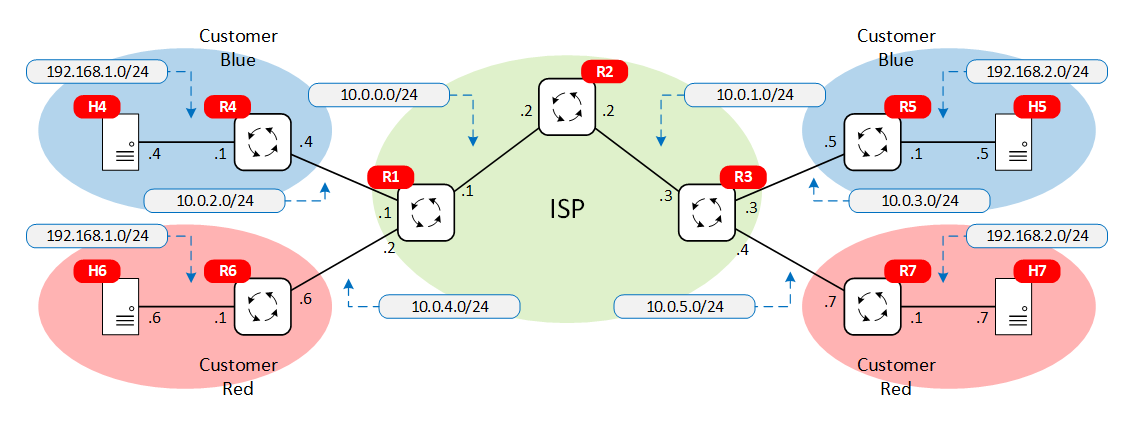 Customer
Blue
Customer
Blue
192.168.1.0/24
R2
192.168.2.0/24
H4
R4
10.0.0.0/24
.2
.2
10.0.1.0/24
R5
H5
.4
.1
.4
.5
.1
.5
R1
R3
10.0.2.0/24
.1
.1
ISP
.3
.3
10.0.3.0/24
192.168.1.0/24
.2
.4
192.168.2.0/24
H6
R6
R7
H7
.6
.1
.6
10.0.4.0/24
10.0.5.0/24
.7
.1
.7
Customer
Red
Customer
Red